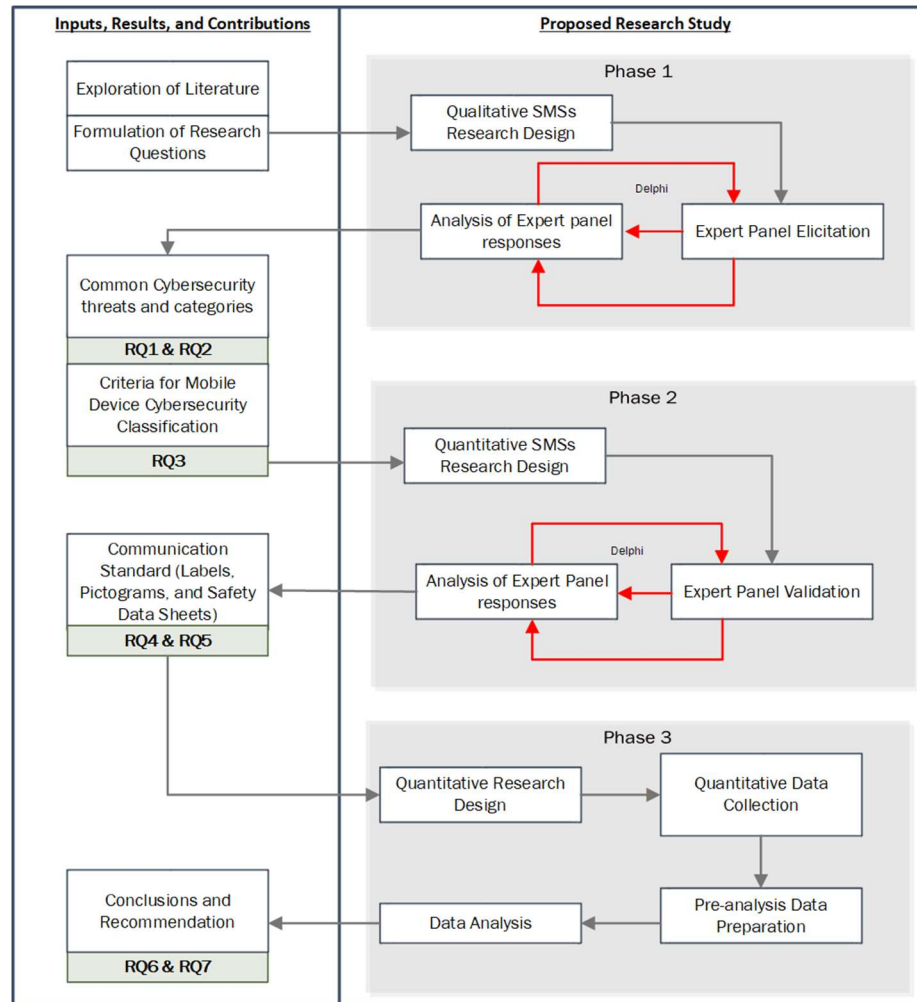 Inputs, Results, and Contributions
Exploration of Literature
Formulation of Research
Questions
Common Cybersecurity
threats and categories
RQ1 & RQ2
Criteria for Mobile
Device Cybersecurity
Classification
RQ3
Communication
Standard (Labels,
Pictograms, and Safety
Data Sheets)
RQ4 & RQ5
Conclusions and
Recommendation
RQ6 & RQ7
Proposed Research Study
Phase 1
Qualitative SMSs
Research Design
Delphi
Analysis of Expert panel
responses
Expert Panel Elicitation
Phase 2
Quantitative SMSs
Research Design
Delphi
Analysis of Expert Panel
responses
Expert Panel Validation
Phase 3
Quantitative Research
Design
Quantitative Data
Collection
Data Analysis
Pre-analysis Data
Preparation